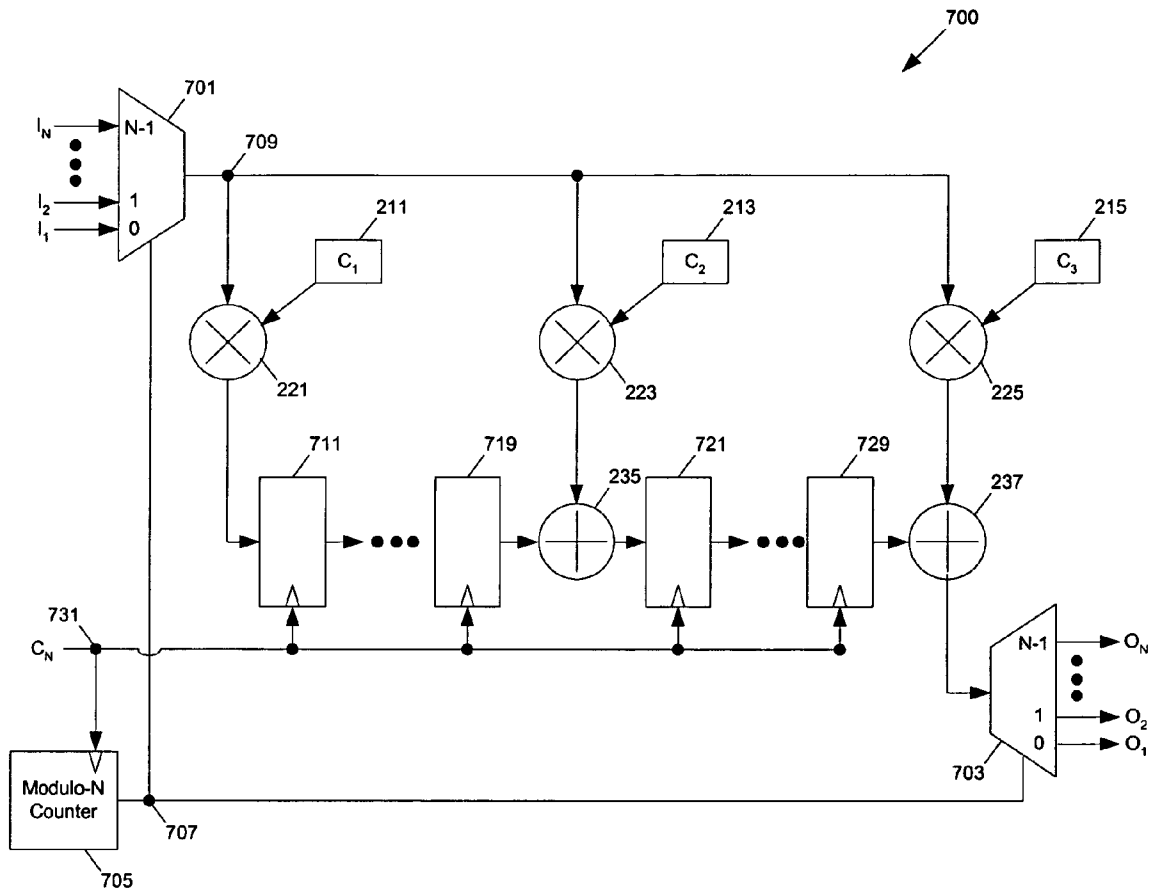 700
701
I_N N-1
709
I_2 1
I_1 0
211
C_1
213
C_2
215
C_3
221
223
225
711
719
235
721
729
237
731
C_N
N-1 O_N
1 O_2
0 O_1
703
Modulo-N
Counter
707
705